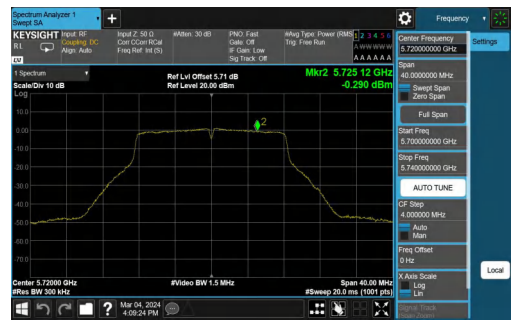 Spectrum Analyzer 1
Swept SA
Frequency
KEYSIGHT
Input: RF
Coupling: DC
Align: Auto
Input Z: 50 Ω
Corr CCorr RCal
Freq Ref: Int (S)
#Atten: 30 dB
PNO: Fast
Gate: Off
IF Gain: Low
Sig Track: Off
#Avg Type: Power (RMS
Trig: Free Run
1 2 3 4 5 6
A W W W W W
A A A A A A
R L
LV
1 Spectrum
Scale/Div 10 dB
Log
Ref Lvl Offset 5.71 dB
Ref Level 20.00 dBm
Mkr2 5.725 12 GHz
-0.290 dBm
10.0
0.00
-10.0
-20.0
-30.0
-40.0
-50.0
-60.0
-70.0
2
Center 5.72000 GHz
#Res BW 300 kHz
#Video BW 1.5 MHz
Span 40.00 MHz
#Sweep 20.0 ms (1001 pts)
Mar 04, 2024
4:09:24 PM
Center Frequency
5.720000000 GHz
Settings
Span
40.0000000 MHz
Swept Span
Zero Span
Full Span
Start Freq
5.700000000 GHz
Stop Freq
5.740000000 GHz
AUTO TUNE
CF Step
4.000000 MHz
Auto
Man
Freq Offset
0 Hz
X Axis Scale
Log
Lin
Local
Signal Track
(Span Zoom)